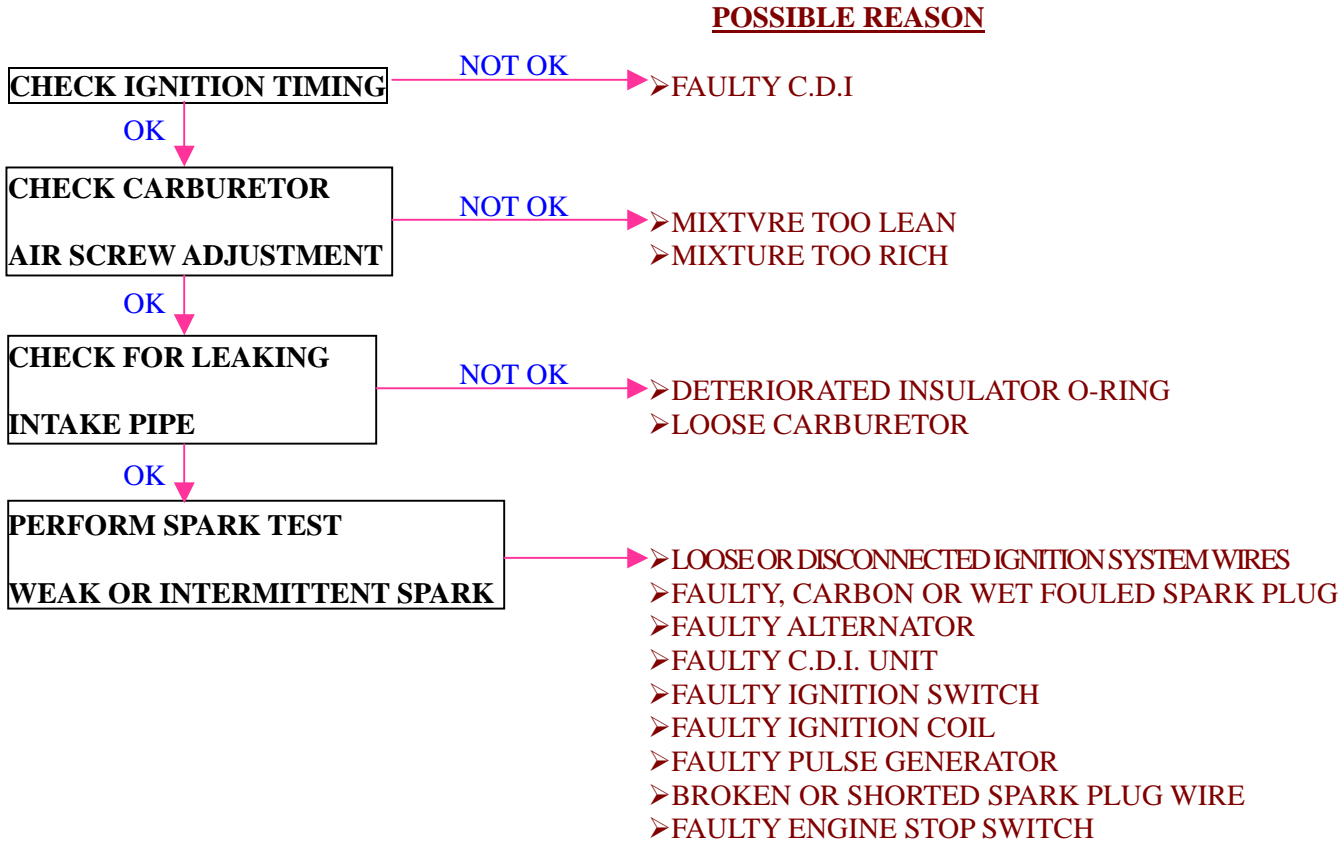 POSSIBLE REASON
CHECK IGNITION TIMING
NOT OK
➢FAULTY C.D.I
OK
CHECK CARBURETOR
AIR SCREW ADJUSTMENT
NOT OK
➢MIXTVRE TOO LEAN
➢MIXTURE TOO RICH
OK
CHECK FOR LEAKING
INTAKE PIPE
NOT OK
➢DETERIORATED INSULATOR O-RING
➢LOOSE CARBURETOR
OK
PERFORM SPARK TEST
WEAK OR INTERMITTENT SPARK
➢LOOSE OR DISCONNECTED IGNITION SYSTEM WIRES
➢FAULTY, CARBON OR WET FOULED SPARK PLUG
➢FAULTY ALTERNATOR
➢FAULTY C.D.I. UNIT
➢FAULTY IGNITION SWITCH
➢FAULTY IGNITION COIL
➢FAULTY PULSE GENERATOR
➢BROKEN OR SHORTED SPARK PLUG WIRE
➢FAULTY ENGINE STOP SWITCH